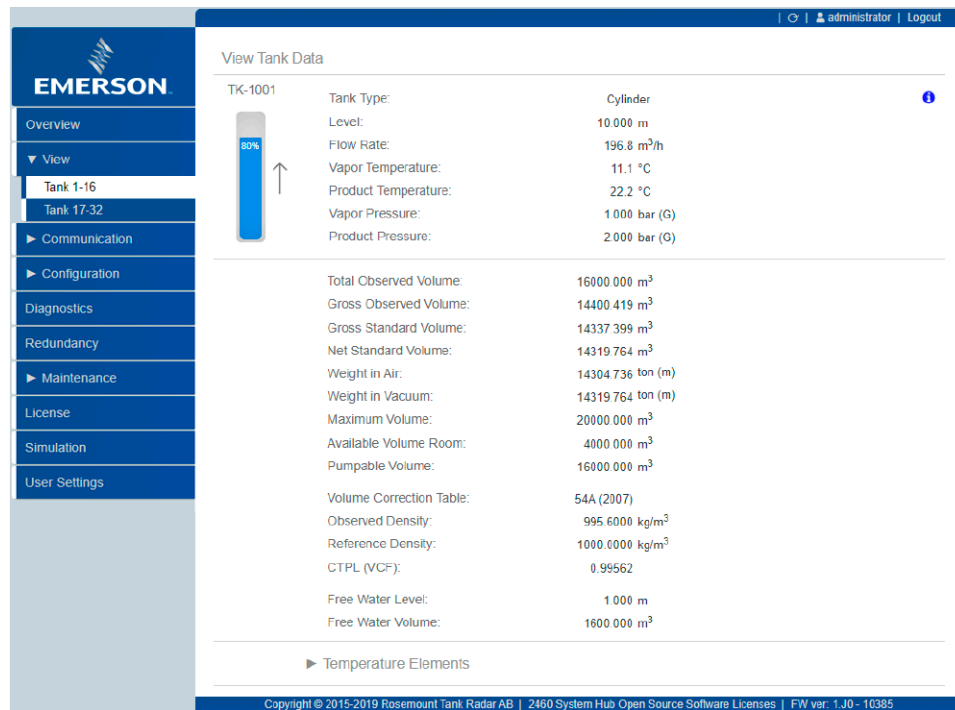 | ⟳ | administrator | Logout
EMERSON
Overview
▼ View
Tank 1-16
Tank 17-32
► Communication
► Configuration
Diagnostics
Redundancy
► Maintenance
License
Simulation
User Settings
View Tank Data
TK-1001
80%
Tank Type: Cylinder
Level: 10.000 m
Flow Rate: 196.8 m³/h
Vapor Temperature: 11.1 °C
Product Temperature: 22.2 °C
Vapor Pressure: 1.000 bar (G)
Product Pressure: 2.000 bar (G)
Total Observed Volume: 16000.000 m³
Gross Observed Volume: 14400.419 m³
Gross Standard Volume: 14337.399 m³
Net Standard Volume: 14319.764 m³
Weight in Air: 14304.736 ton (m)
Weight in Vacuum: 14319.764 ton (m)
Maximum Volume: 20000.000 m³
Available Volume Room: 4000.000 m³
Pumpable Volume: 16000.000 m³
Volume Correction Table: 54A (2007)
Observed Density: 995.6000 kg/m³
Reference Density: 1000.0000 kg/m³
CTPL (VCF): 0.99562
Free Water Level: 1.000 m
Free Water Volume: 1600.000 m³
► Temperature Elements
Copyright © 2015-2019 Rosemount Tank Radar AB | 2460 System Hub Open Source Software Licenses | FW ver: 1.J0 - 10385